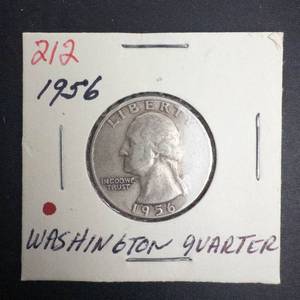 212
1956
LIBERTY
IN GOD WE
TRUST
1956
WASHINGTON QUARTER